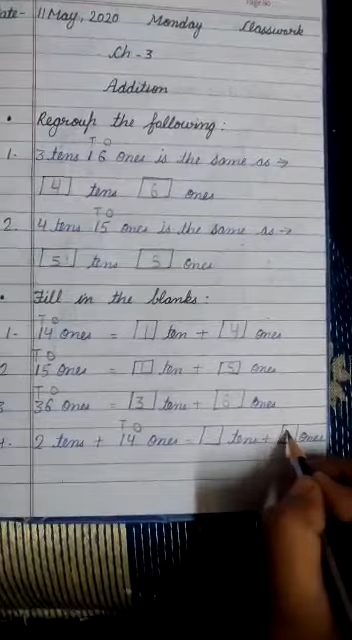 Page No
ate- 11 May, 2020 Monday Classwork
Ch-3
Addition
• Regroup the following:
T O
1. 3 tens 16 ones is the same as →
4 tens 6 ones
T O
2. 4 tens 15 ones is the same as →
5 tens 5 ones
• Fill in the blanks:
T O
1- 14 ones = 1 ten + 4 ones
T O
2 15 ones = 1 ten + 5 ones
T O
3 36 ones = 3 tens + 6 ones
T O
4. 2 tens + 14 ones = tens + ones